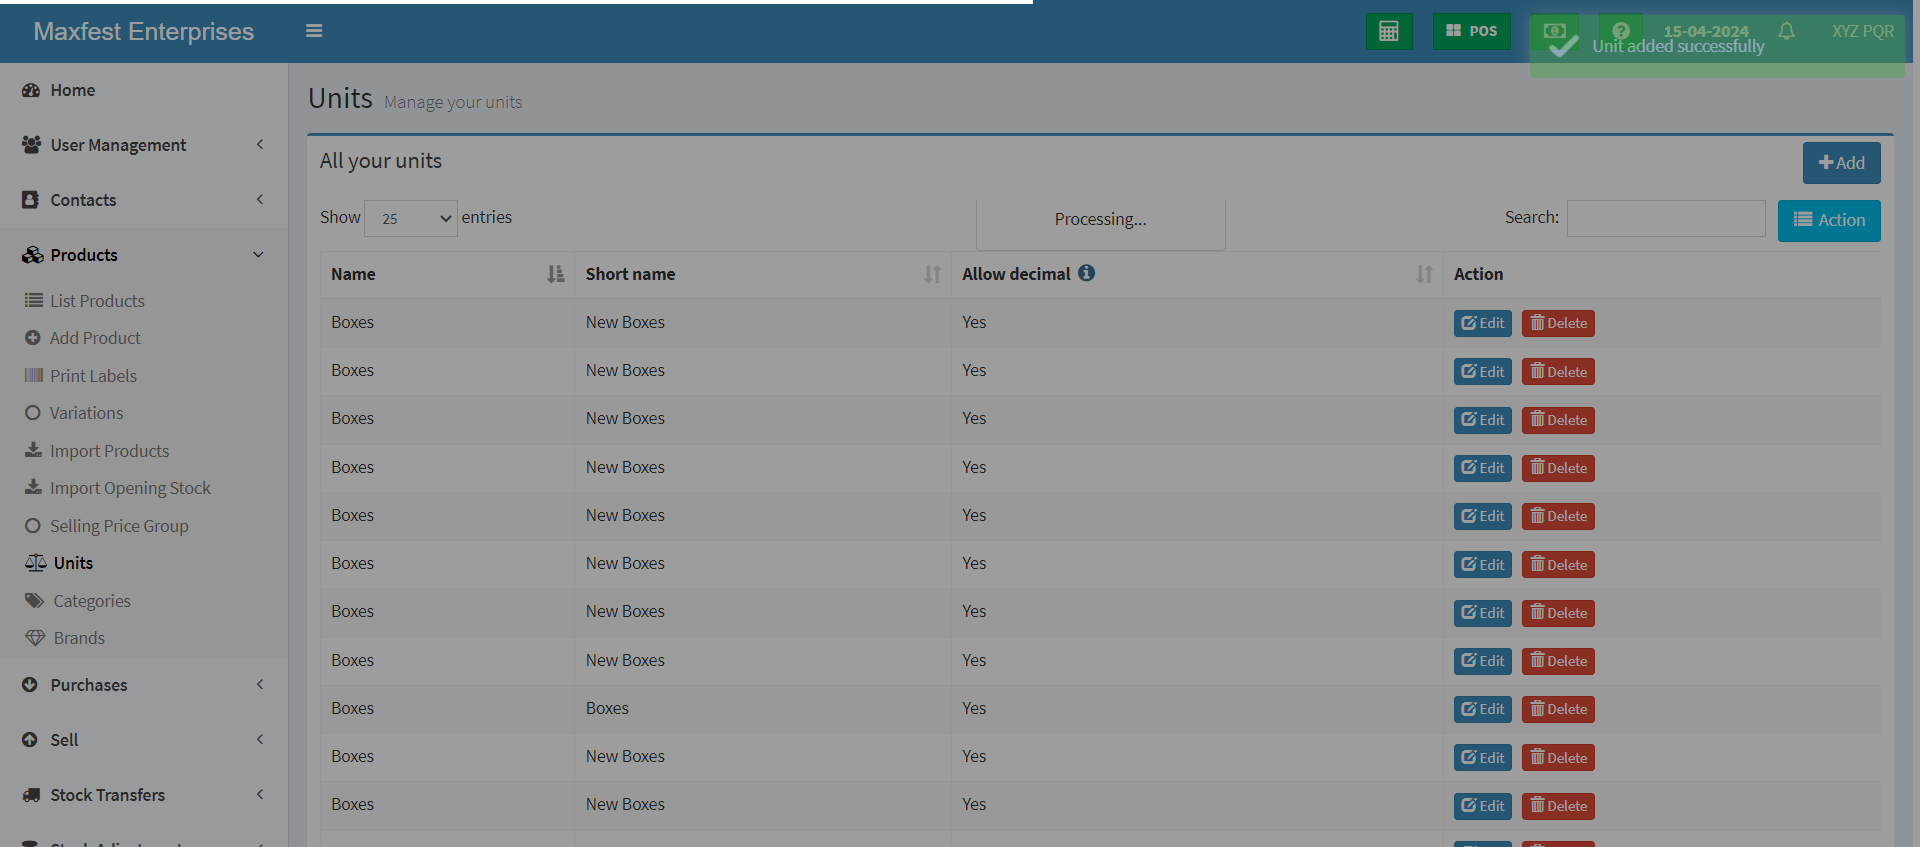 Maxfest Enterprises
POS
15-04-2024
XYZ PQR
Unit added successfully
Home
User Management
Contacts
Products
List Products
Add Product
Print Labels
Variations
Import Products
Import Opening Stock
Selling Price Group
Units
Categories
Brands
Purchases
Sell
Stock Transfers
Units Manage your units
All your units
Add
Show 25 entries
Processing...
Search:
Action
Name Short name Allow decimal Action
Boxes New Boxes Yes Edit Delete
Boxes New Boxes Yes Edit Delete
Boxes New Boxes Yes Edit Delete
Boxes New Boxes Yes Edit Delete
Boxes New Boxes Yes Edit Delete
Boxes New Boxes Yes Edit Delete
Boxes New Boxes Yes Edit Delete
Boxes New Boxes Yes Edit Delete
Boxes Boxes Yes Edit Delete
Boxes New Boxes Yes Edit Delete
Boxes New Boxes Yes Edit Delete